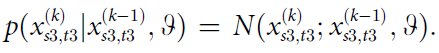 p(x_{s3,t3}^{(k)}|x_{s3,t3}^{(k-1)}, ϑ) = N(x_{s3,t3}^{(k)}; x_{s3,t3}^{(k-1)}, ϑ).